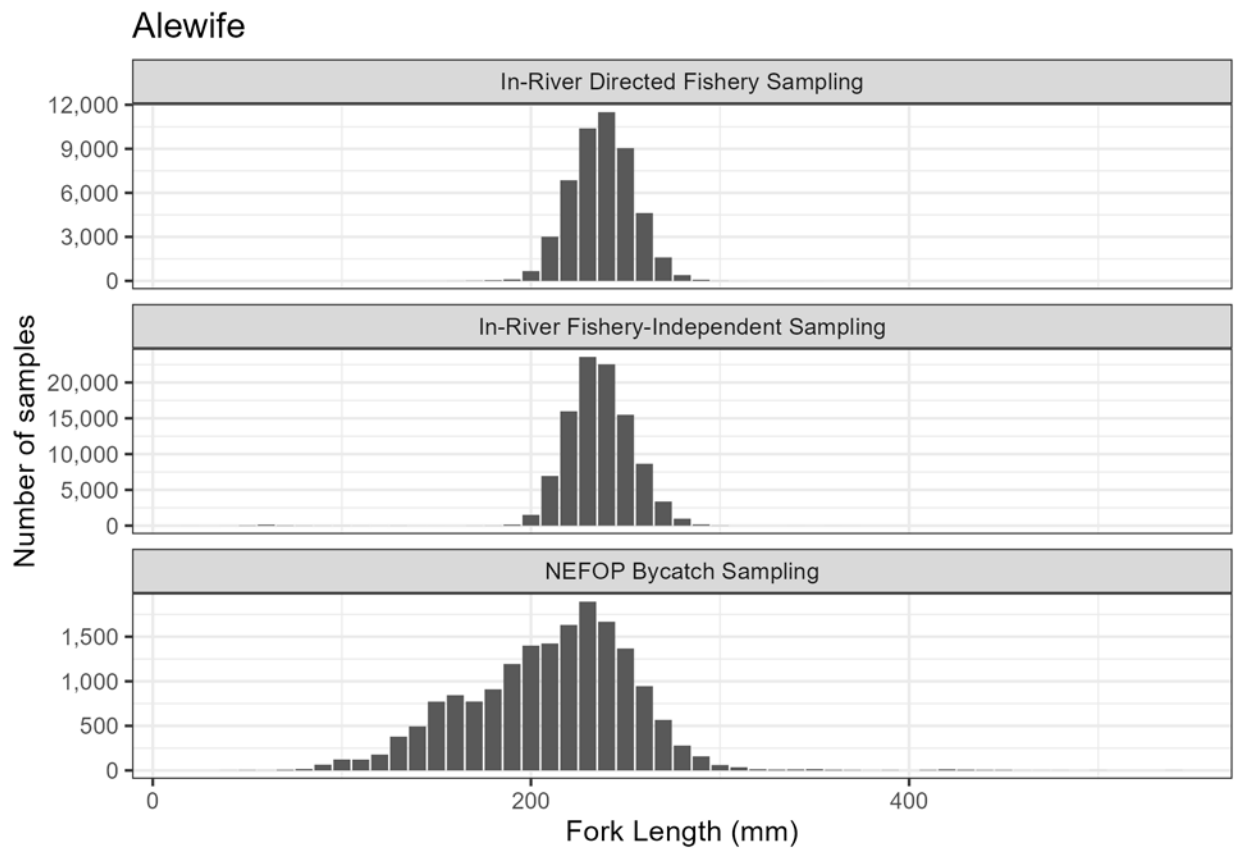 Alewife
In-River Directed Fishery Sampling
12,000
9,000
6,000
3,000
0
In-River Fishery-Independent Sampling
20,000
15,000
10,000
5,000
0
NEFOP Bycatch Sampling
1,500
1,000
500
0
Number of samples
0 200 400
Fork Length (mm)